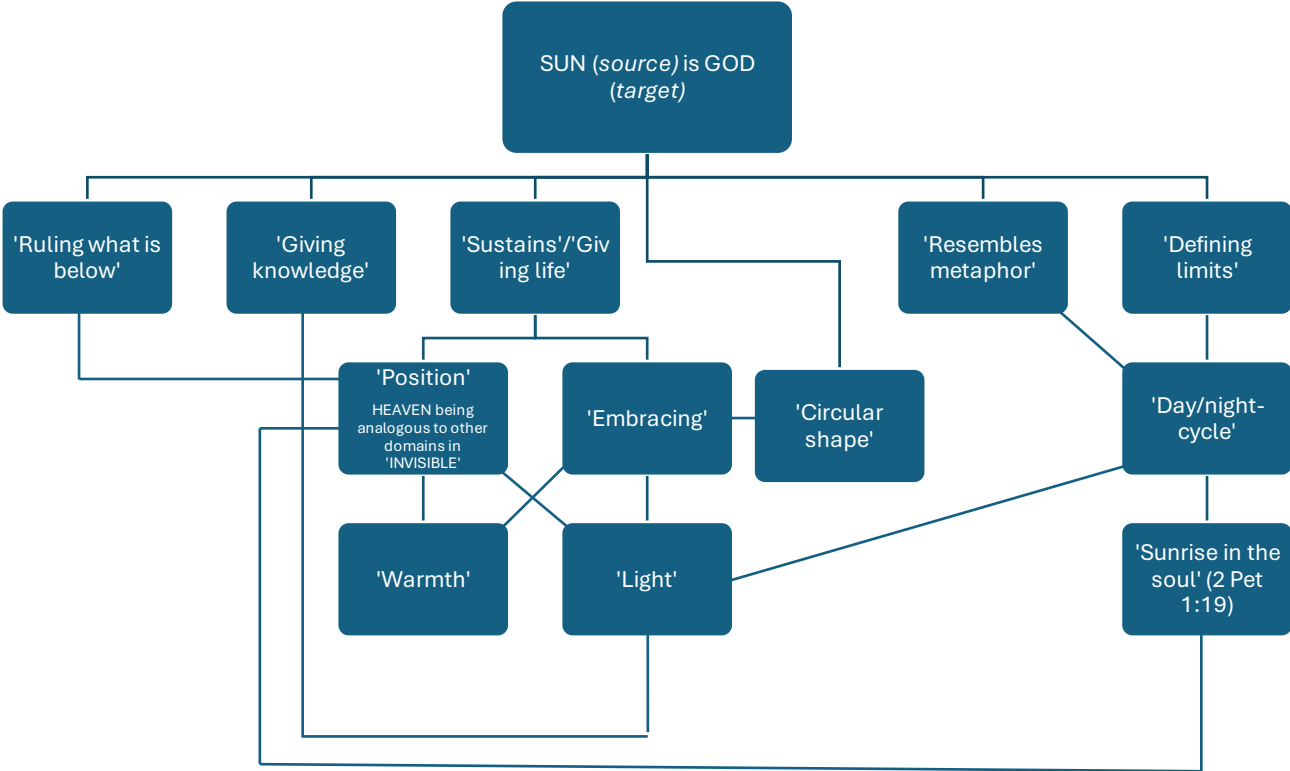 SUN (source) is GOD
(target)
'Ruling what is
below'
'Giving
knowledge'
'Sustains'/'Giv
ing life'
'Resembles
metaphor'
'Defining
limits'
'Position'
HEAVEN being
analogous to other
domains in
'INVISIBLE'
'Embracing'
'Circular
shape'
'Day/night-
cycle'
'Warmth'
'Light'
'Sunrise in the
soul' (2 Pet
1:19)